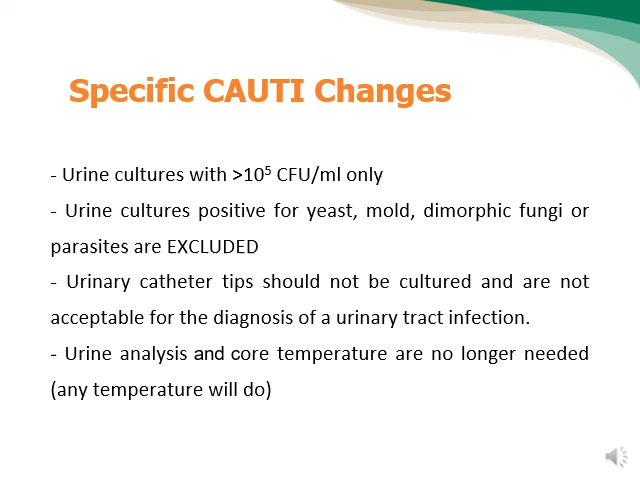 Specific CAUTI Changes
- Urine cultures with >10⁵ CFU/ml only
- Urine cultures positive for yeast, mold, dimorphic fungi or
parasites are EXCLUDED
- Urinary catheter tips should not be cultured and are not
acceptable for the diagnosis of a urinary tract infection.
- Urine analysis and core temperature are no longer needed
(any temperature will do)